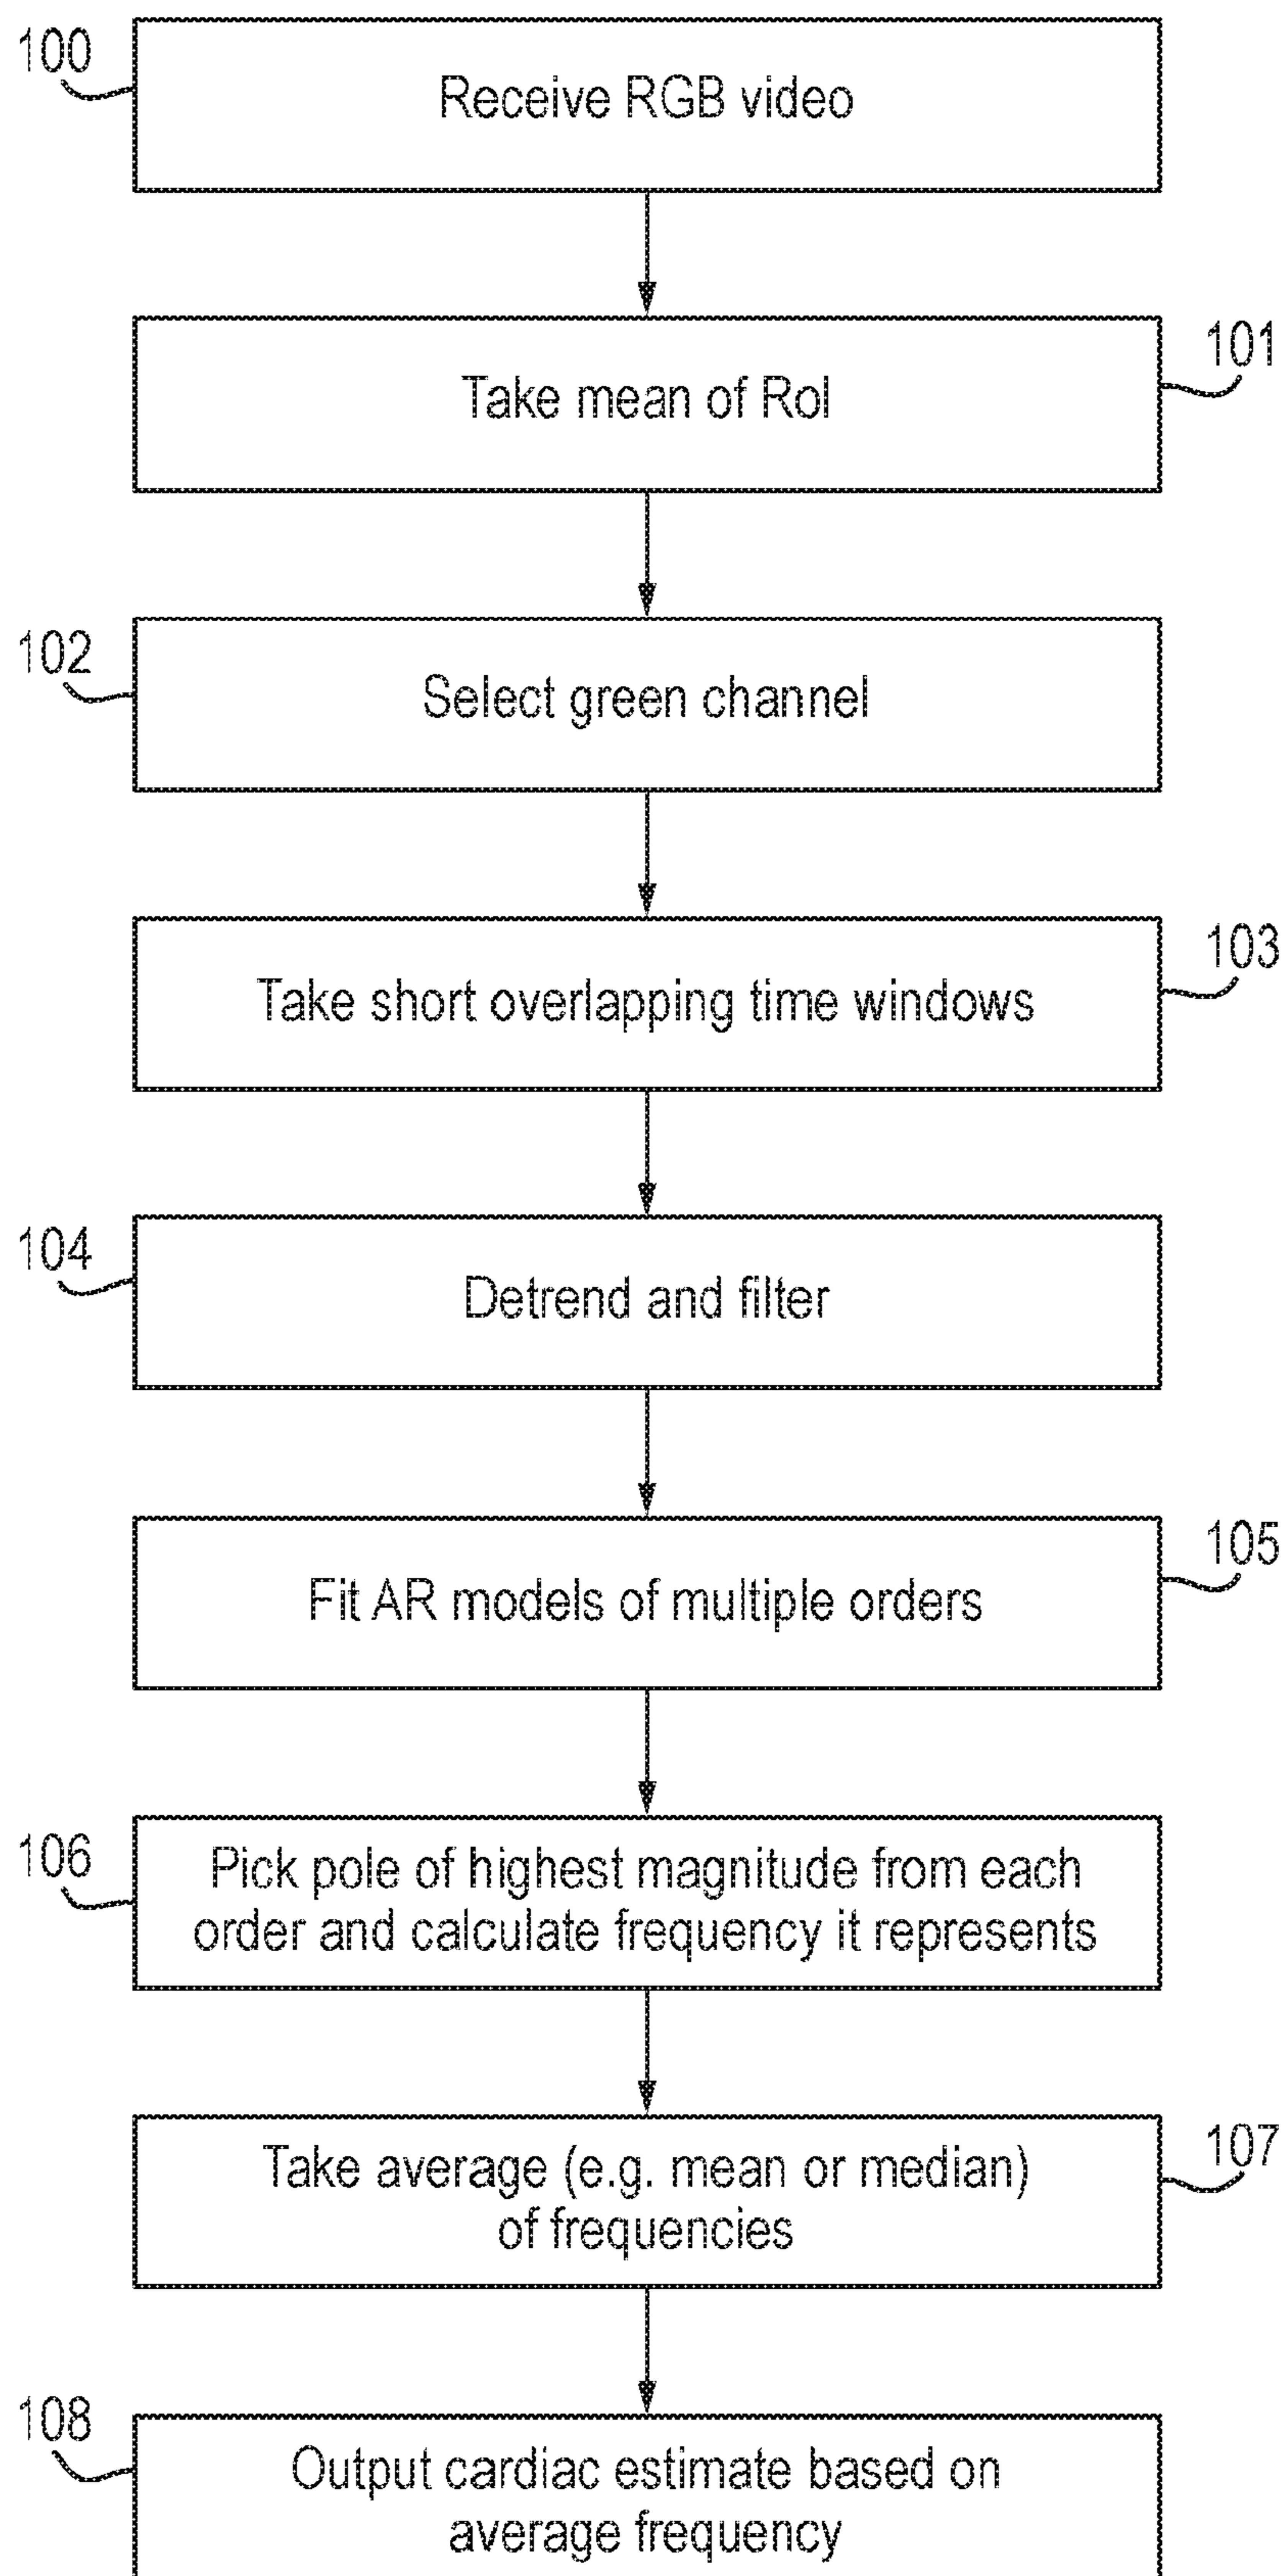 100
Receive RGB video
Take mean of RoI
101
102
Select green channel
Take short overlapping time windows
103
104
Detrend and filter
Fit AR models of multiple orders
105
106
Pick pole of highest magnitude from each
order and calculate frequency it represents
Take average (e.g. mean or median)
of frequencies
107
108
Output cardiac estimate based on
average frequency